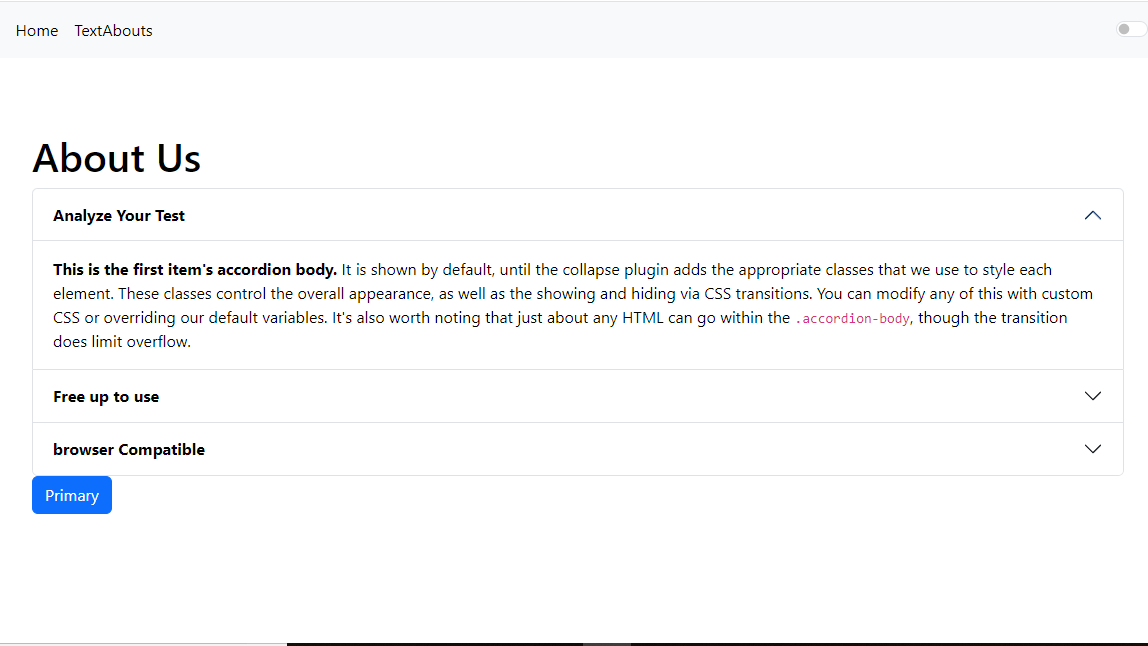 Home TextAbouts
About Us
Analyze Your Test
This is the first item's accordion body. It is shown by default, until the collapse plugin adds the appropriate classes that we use to style each
element. These classes control the overall appearance, as well as the showing and hiding via CSS transitions. You can modify any of this with custom
CSS or overriding our default variables. It's also worth noting that just about any HTML can go within the .accordion-body, though the transition
does limit overflow.
Free up to use
browser Compatible
Primary